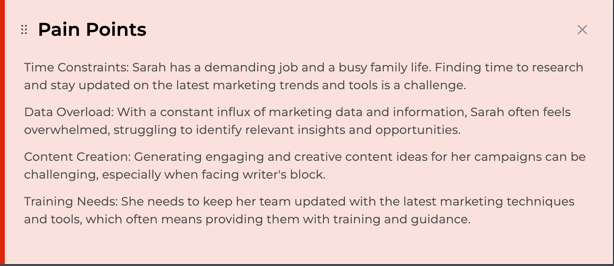 Pain Points
Time Constraints: Sarah has a demanding job and a busy family life. Finding time to research
and stay updated on the latest marketing trends and tools is a challenge.
Data Overload: With a constant influx of marketing data and information, Sarah often feels
overwhelmed, struggling to identify relevant insights and opportunities.
Content Creation: Generating engaging and creative content ideas for her campaigns can be
challenging, especially when facing writer's block.
Training Needs: She needs to keep her team updated with the latest marketing techniques
and tools, which often means providing them with training and guidance.